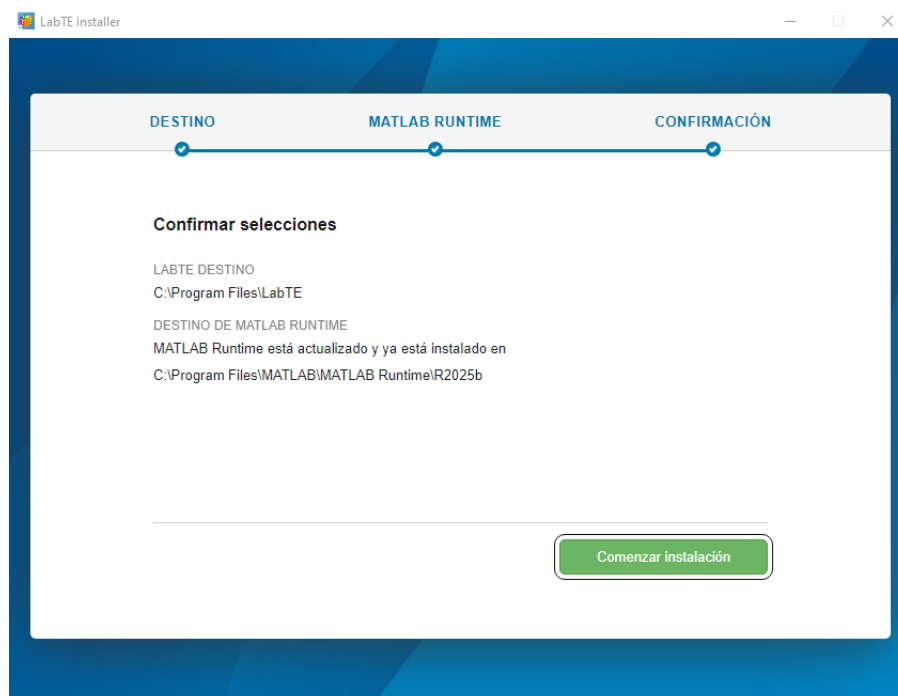 LabTE Installer
DESTINO
MATLAB RUNTIME
CONFIRMACIÓN
Confirmar selecciones
LABTE DESTINO
C:\Program Files\LabTE
DESTINO DE MATLAB RUNTIME
MATLAB Runtime está actualizado y ya está instalado en
C:\Program Files\MATLAB\MATLAB Runtime\R2025b
Comenzar instalación